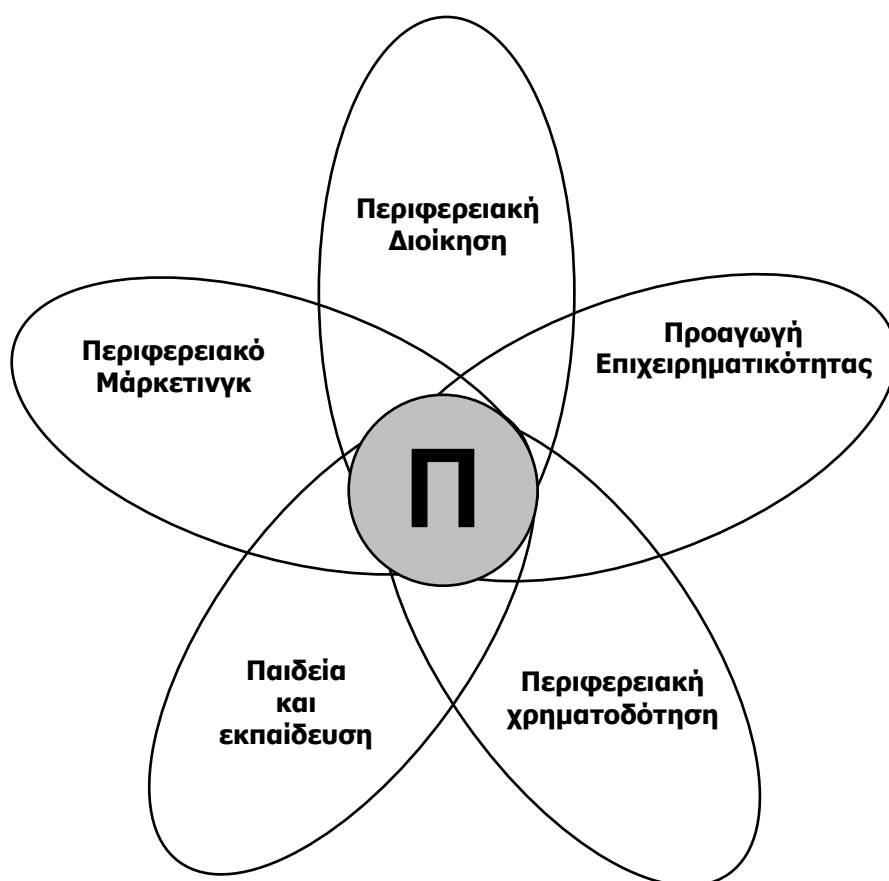 Περιφερειακή
Διοίκηση
Περιφερειακό
Μάρκετινγκ
Προαγωγή
Επιχειρηματικότητας
Π
Παιδεία
και
εκπαίδευση
Περιφερειακή
χρηματοδότηση